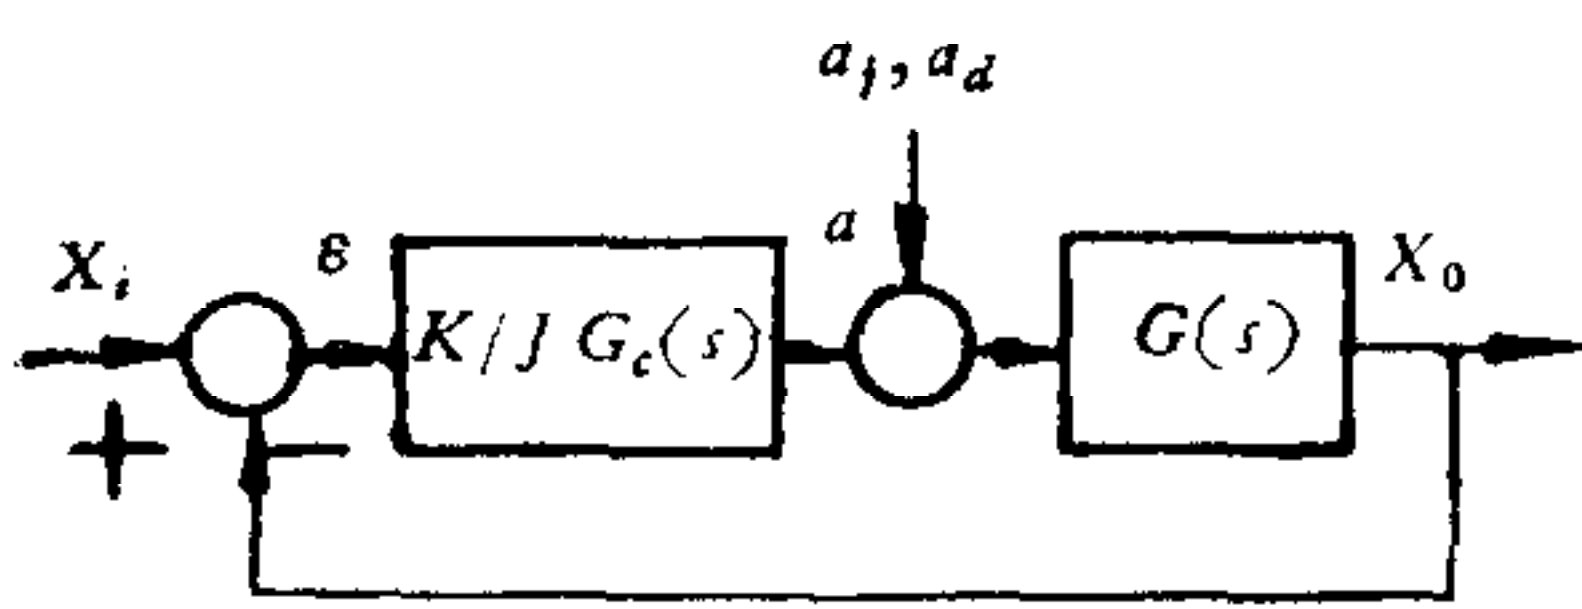 a_f, a_d
X_i
ε
a
X_0
K/J G_c(s)
G(s)
+
−